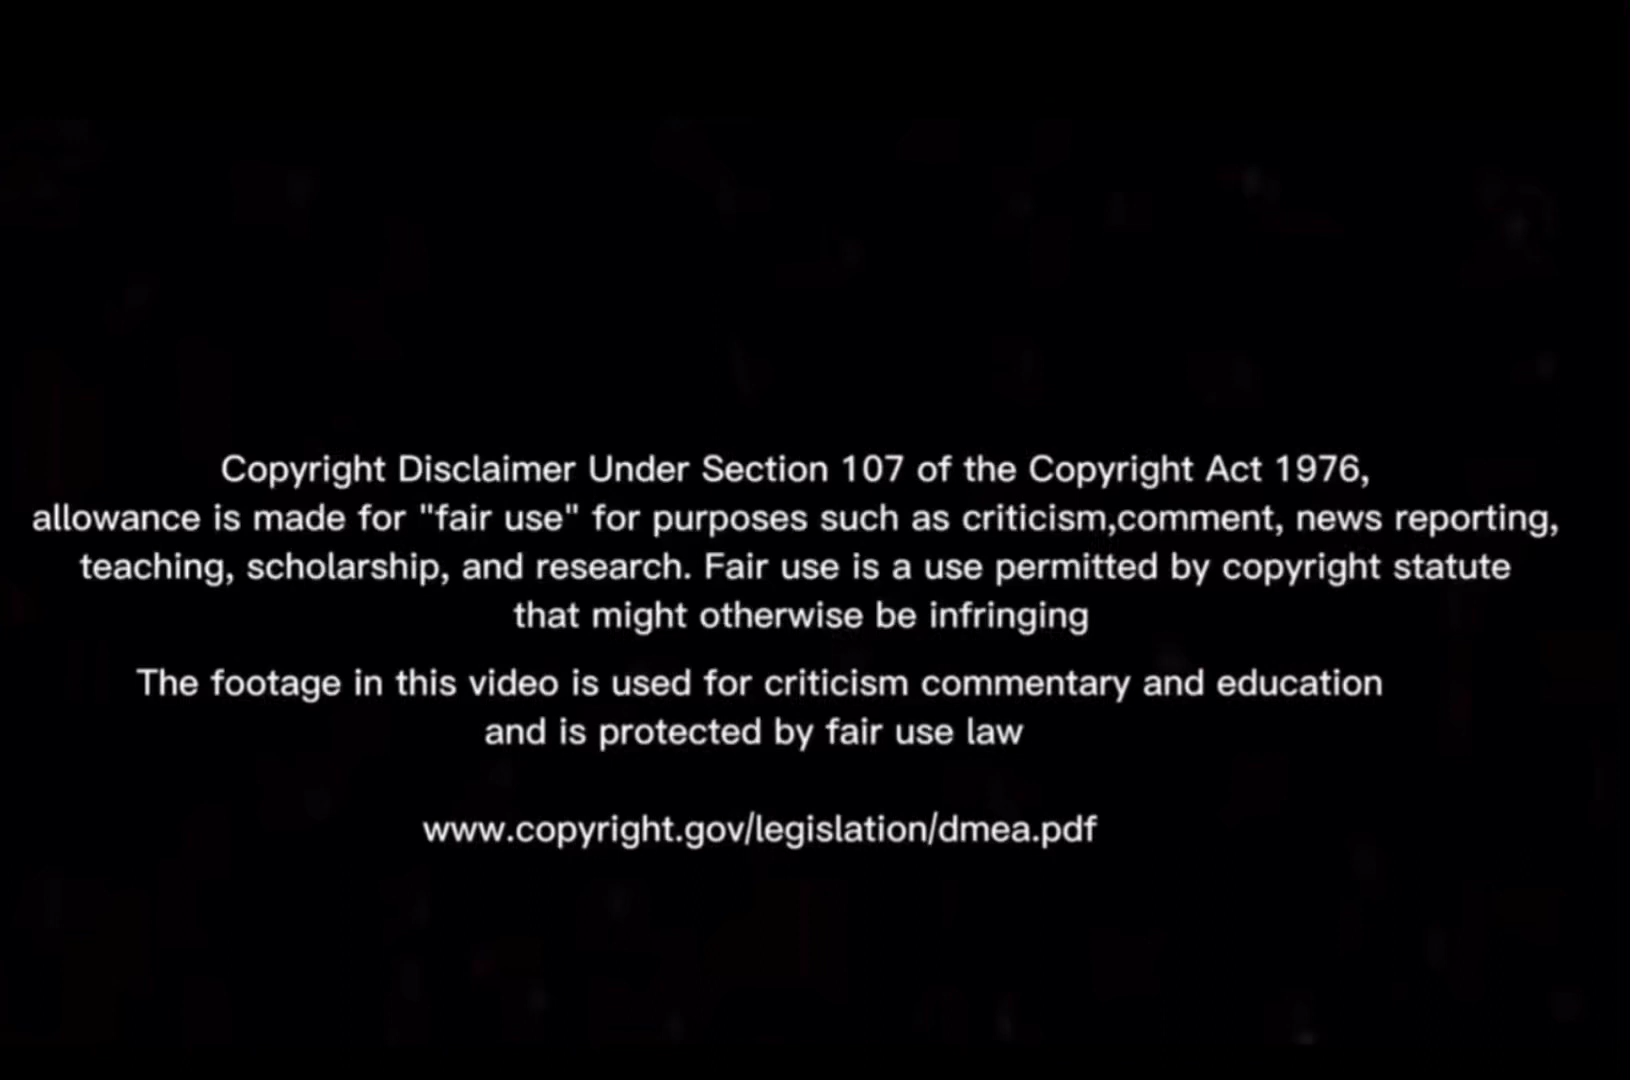 Copyright Disclaimer Under Section 107 of the Copyright Act 1976,
allowance is made for "fair use" for purposes such as criticism,comment, news reporting,
teaching, scholarship, and research. Fair use is a use permitted by copyright statute
that might otherwise be infringing
The footage in this video is used for criticism commentary and education
and is protected by fair use law
www.copyright.gov/legislation/dmea.pdf